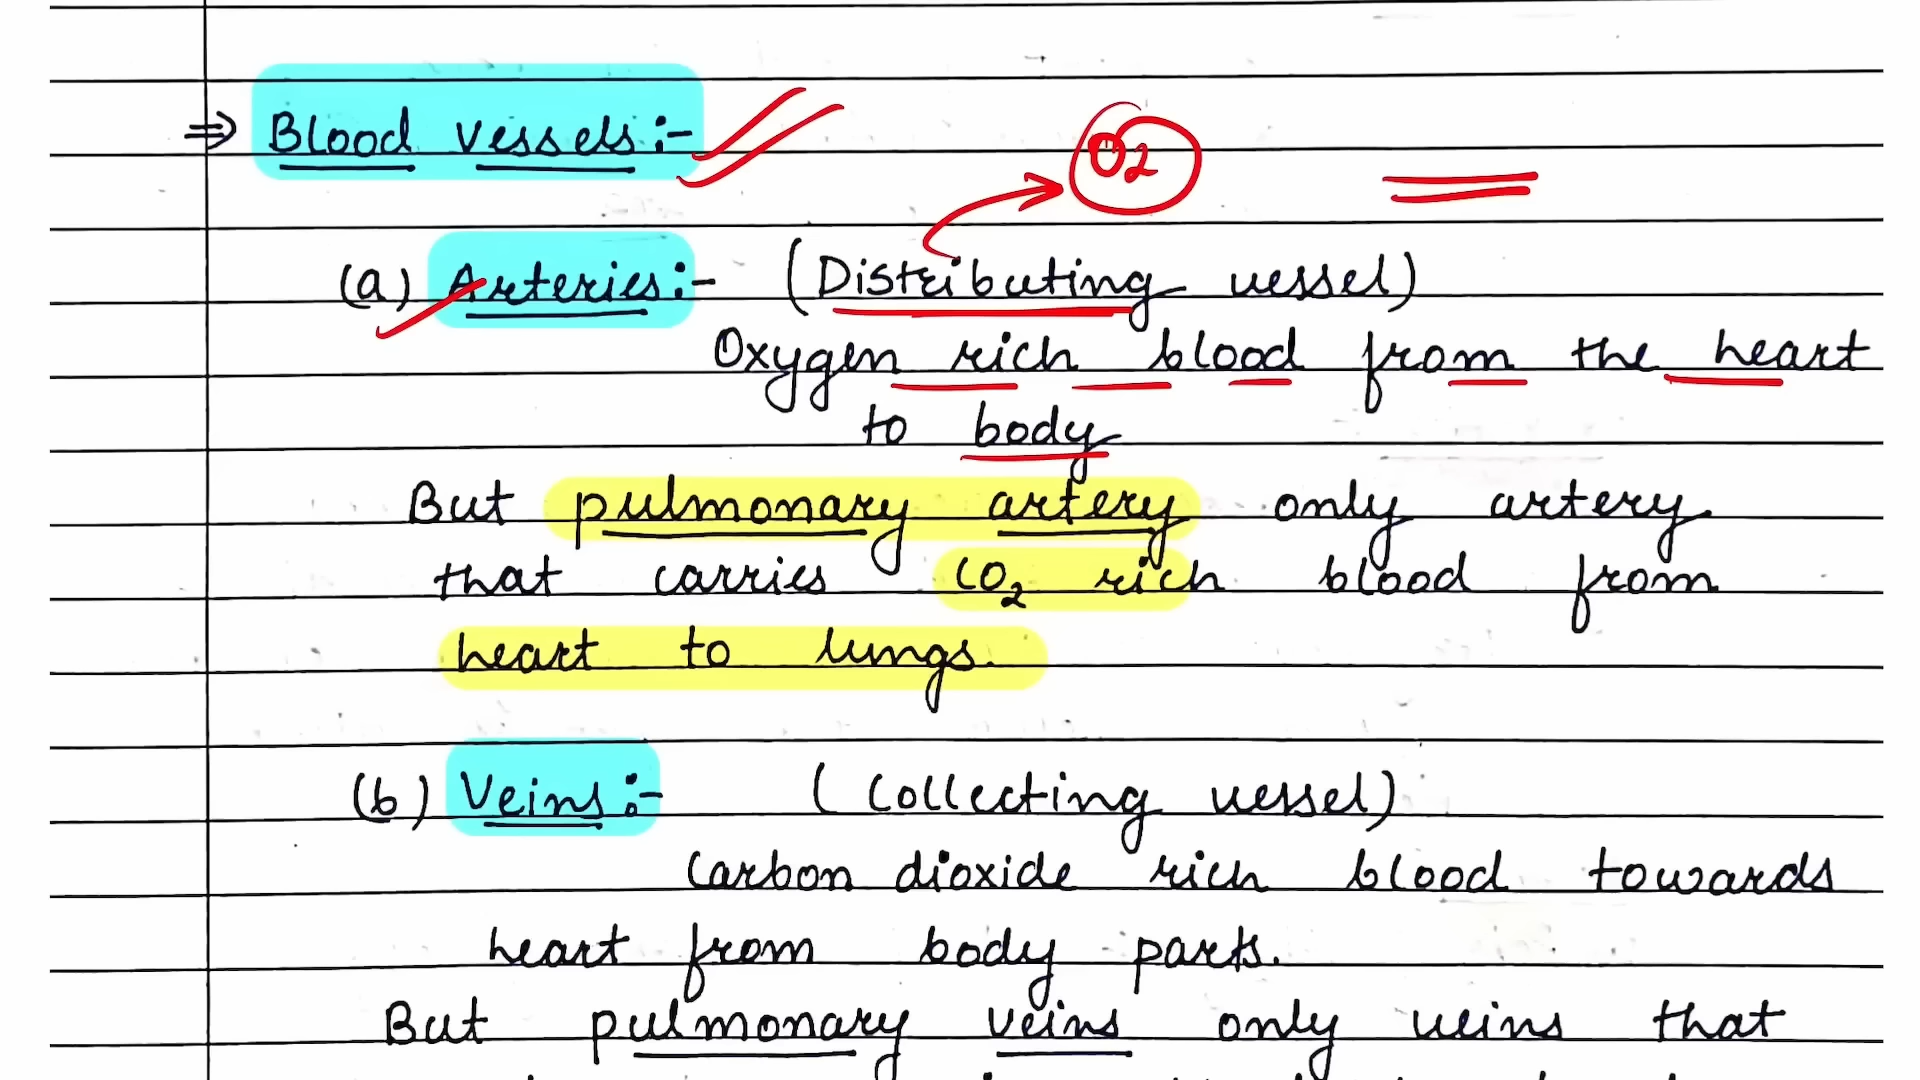 ⇒ Blood vessels:-
O2
(a) Arteries:- (Distributing vessel)
Oxygen rich blood from the heart
to body
But pulmonary artery only artery
that carries CO2 rich blood from
heart to lungs.
(b) Veins:- (Collecting vessel)
Carbon dioxide rich blood towards
heart from body parts.
But pulmonary veins only veins that